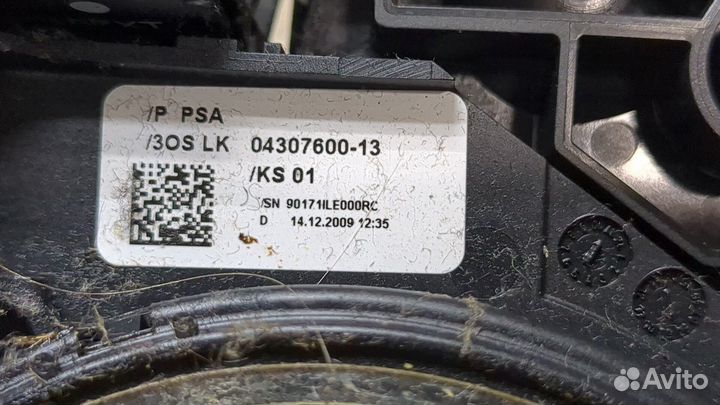 /P PSA
/3OS LK 04307600-13
/KS 01
/SN 90171ILE000RC
D 14.12.2009 12:35
Avito